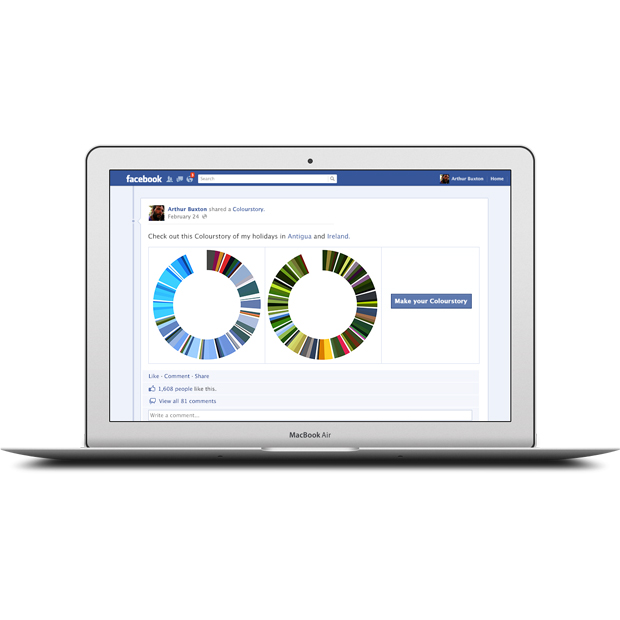 facebook Search Arthur Buxton Home
Arthur Buxton shared a Colourstory.
February 24
Check out this Colourstory of my holidays in Antigua and Ireland.
Make your Colourstory
Like · Comment · Share
1,608 people like this.
View all 81 comments
Write a comment...
MacBook Air